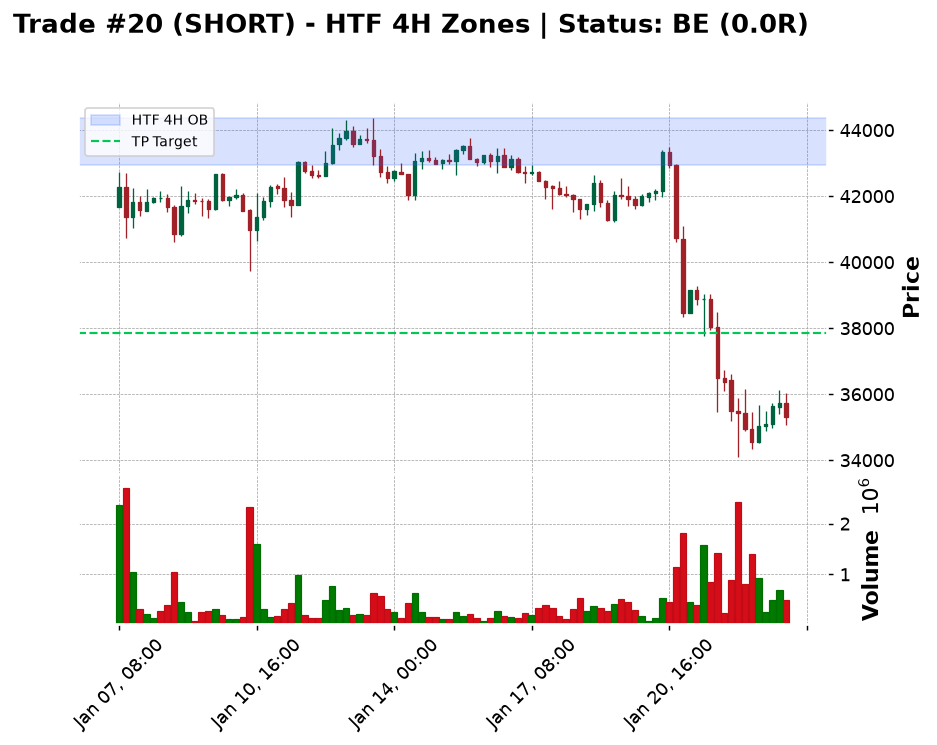 Trade #20 (SHORT) - HTF 4H Zones | Status: BE (0.0R)
HTF 4H OB
TP Target
44000
42000
40000
38000
36000
34000
Price
2
1
Volume 10⁶
Jan 07, 08:00
Jan 10, 16:00
Jan 14, 00:00
Jan 17, 08:00
Jan 20, 16:00